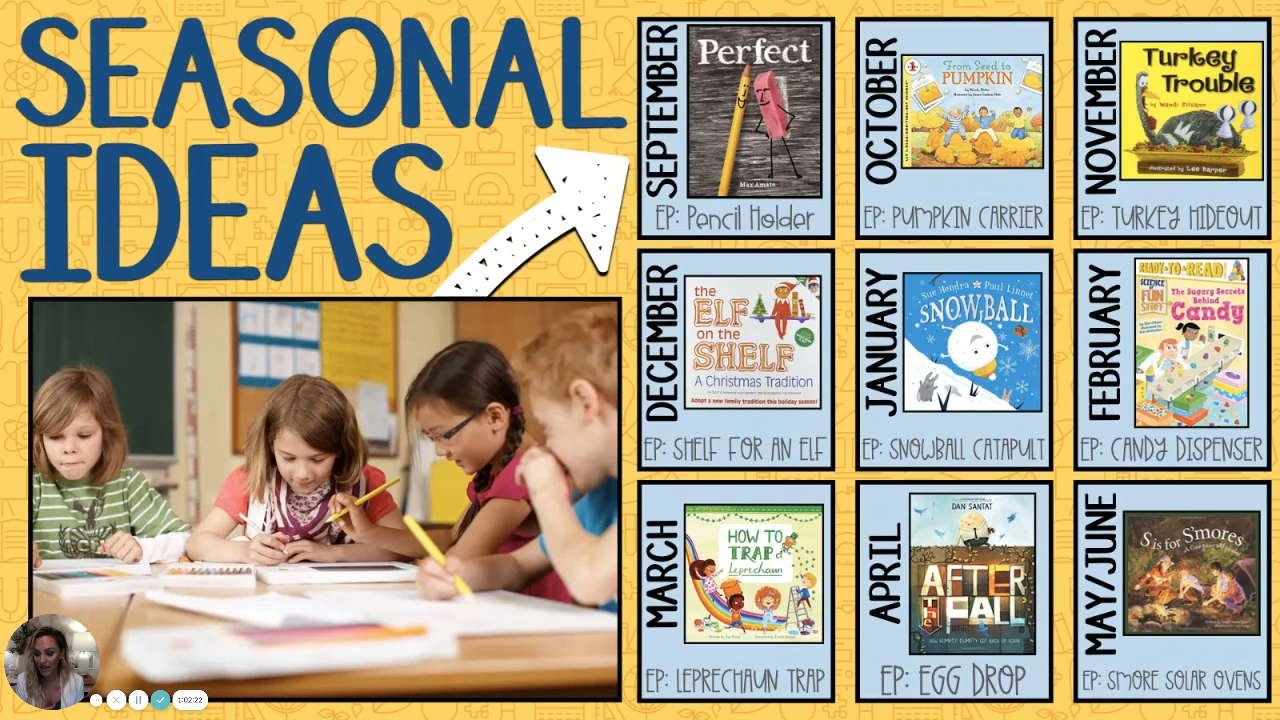 SEASONAL
IDEAS
SEPTEMBER
Perfect
Max Amato
EP: Pencil Holder
OCTOBER
From Seed to
PUMPKIN
EP: PUMPKIN CARRIER
NOVEMBER
Turkey
Trouble
by Wendi Silvano
illustrated by Lee Harper
EP: TURKEY HIDEOUT
DECEMBER
the
ELF
on the
SHELF
A Christmas Tradition
Adopt a new family tradition this holiday season!
EP: SHELF FOR AN ELF
JANUARY
Sue Hendra Paul Linnet
SNOWBALL
EP: SNOWBALL CATAPULT
FEBRUARY
READY-TO-READ
SCIENCE
OF
FUN
STUFF
The Sugary Secrets
Behind
Candy
EP: CANDY DISPENSER
MARCH
HOW TO
TRAP a
Leprechaun
EP: LEPRECHAUN TRAP
APRIL
DAN SANTAT
AFTER
THE
FALL
HOW HUMPTY DUMPTY GOT BACK UP AGAIN
EP: EGG DROP
MAY/JUNE
S is for S'mores
EP: SMORE SOLAR OVENS
1:02:22